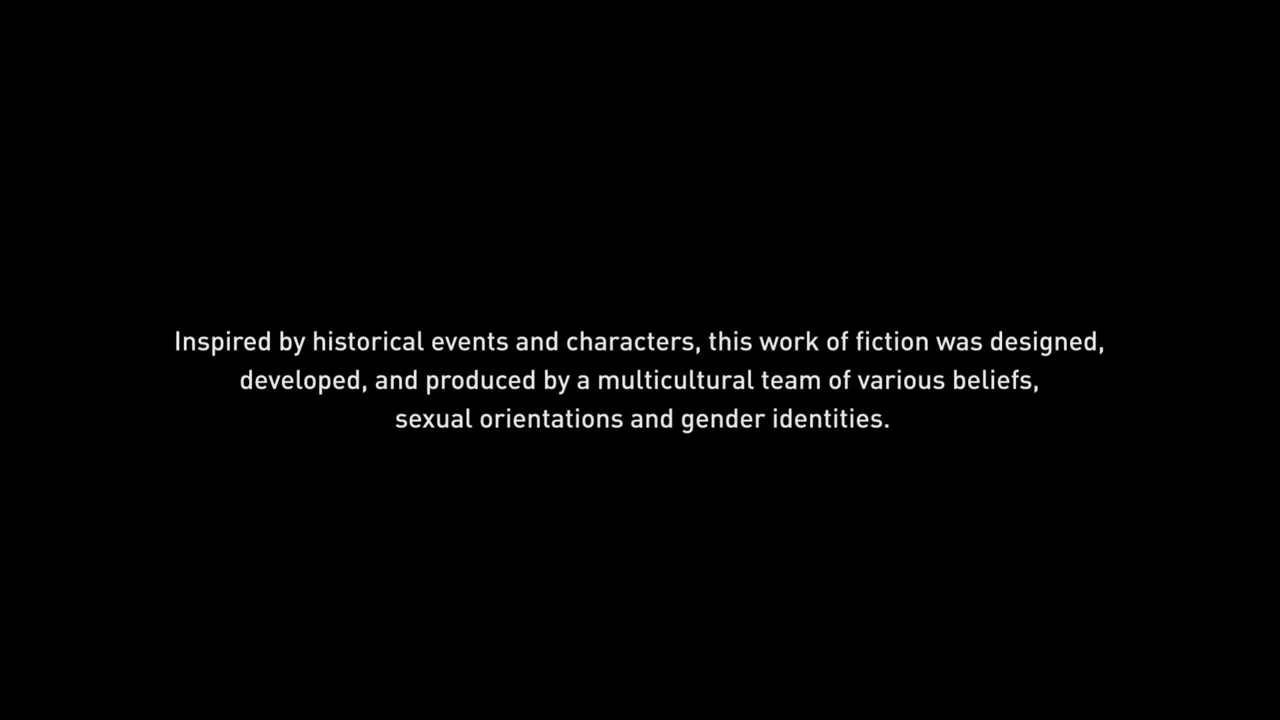 Inspired by historical events and characters, this work of fiction was designed,
developed, and produced by a multicultural team of various beliefs,
sexual orientations and gender identities.